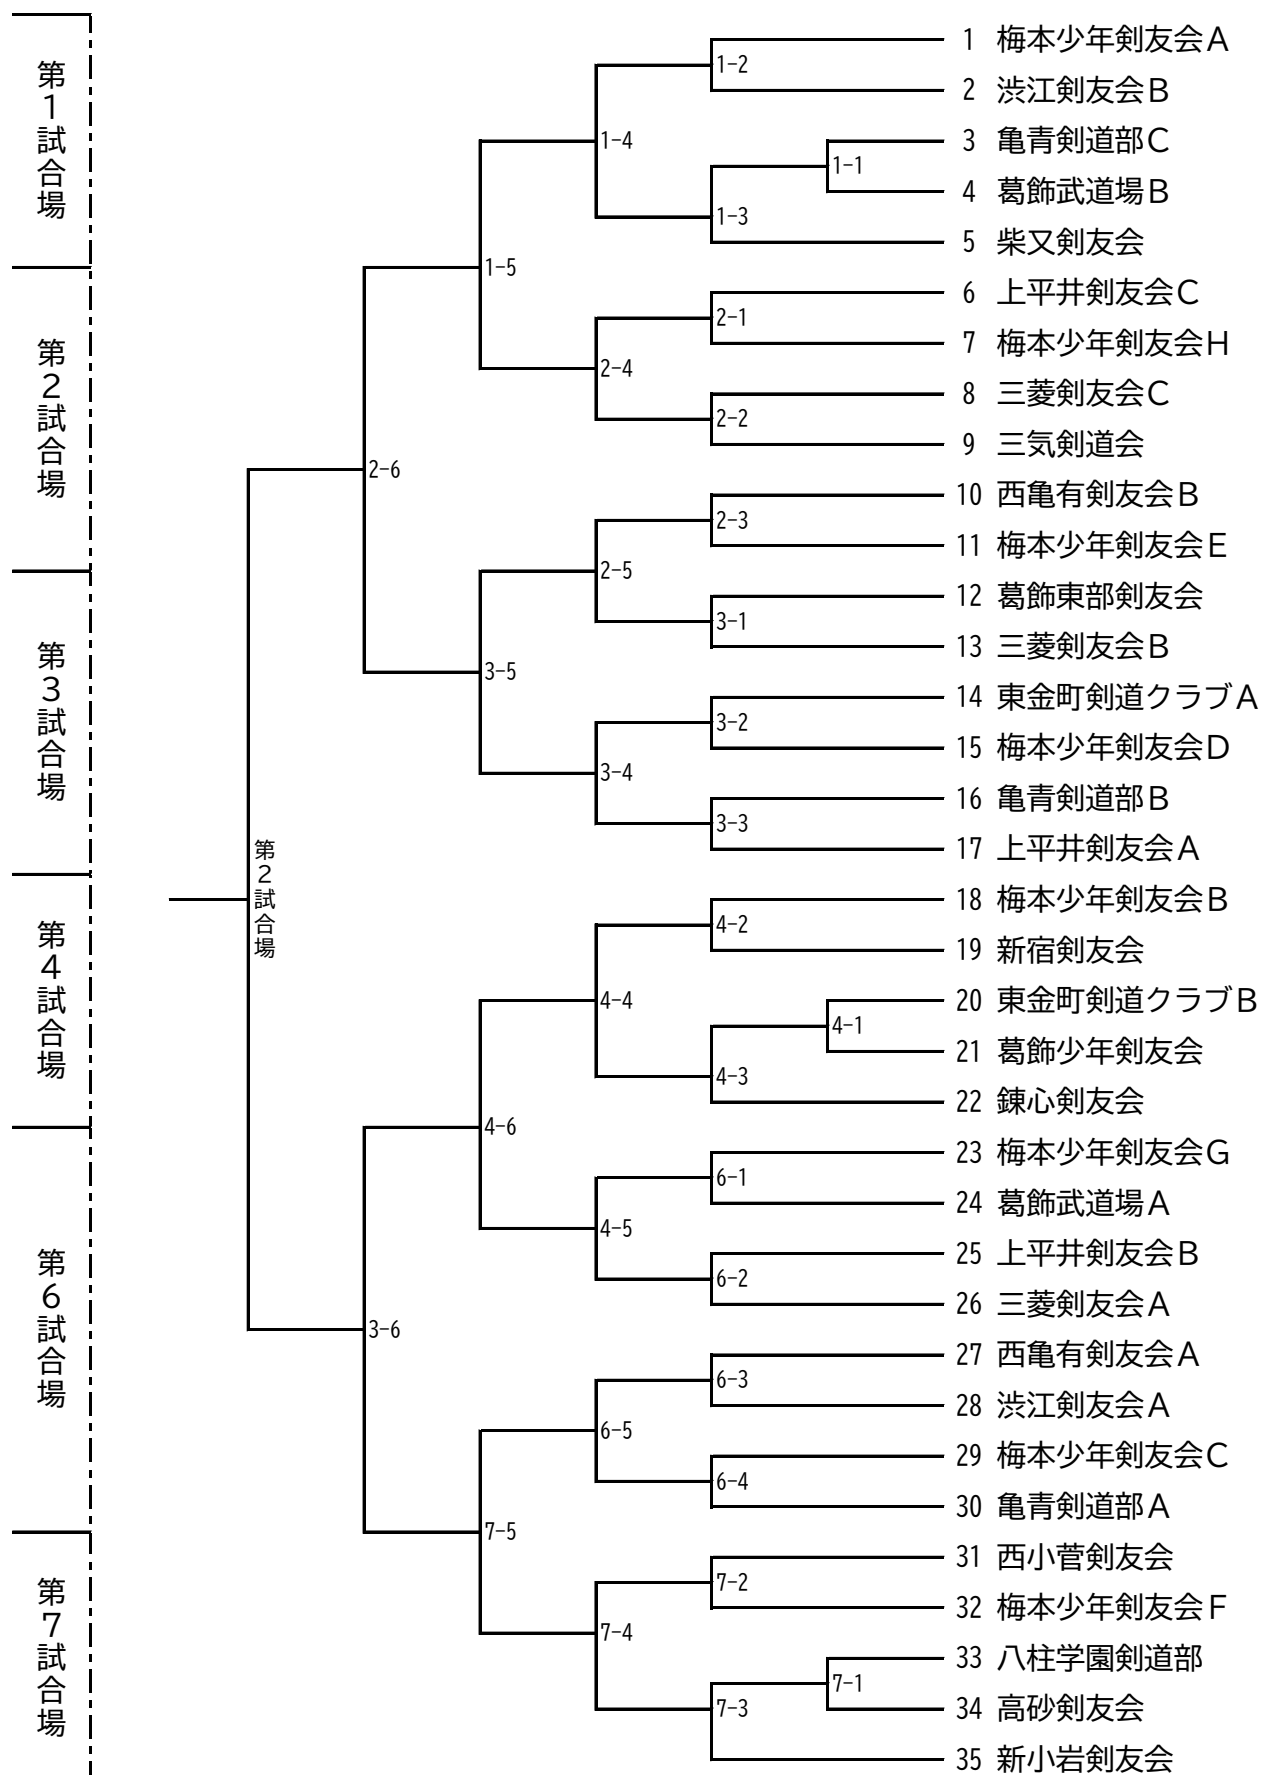 第1試合場
第2試合場
第3試合場
第4試合場
第6試合場
第7試合場
第2試合場
2-6
3-6
1-5
3-5
4-6
7-5
1-4
2-4
2-5
3-4
4-4
4-5
6-5
7-4
1-2
1-3
2-1
2-2
2-3
3-1
3-2
3-3
4-2
4-3
6-1
6-2
6-3
6-4
7-2
7-3
1-1
4-1
7-1
1 梅本少年剣友会A
2 渋江剣友会B
3 亀青剣道部C
4 葛飾武道場B
5 柴又剣友会
6 上平井剣友会C
7 梅本少年剣友会H
8 三菱剣友会C
9 三気剣道会
10 西亀有剣友会B
11 梅本少年剣友会E
12 葛飾東部剣友会
13 三菱剣友会B
14 東金町剣道クラブA
15 梅本少年剣友会D
16 亀青剣道部B
17 上平井剣友会A
18 梅本少年剣友会B
19 新宿剣友会
20 東金町剣道クラブB
21 葛飾少年剣友会
22 錬心剣友会
23 梅本少年剣友会G
24 葛飾武道場A
25 上平井剣友会B
26 三菱剣友会A
27 西亀有剣友会A
28 渋江剣友会A
29 梅本少年剣友会C
30 亀青剣道部A
31 西小菅剣友会
32 梅本少年剣友会F
33 八柱学園剣道部
34 高砂剣友会
35 新小岩剣友会